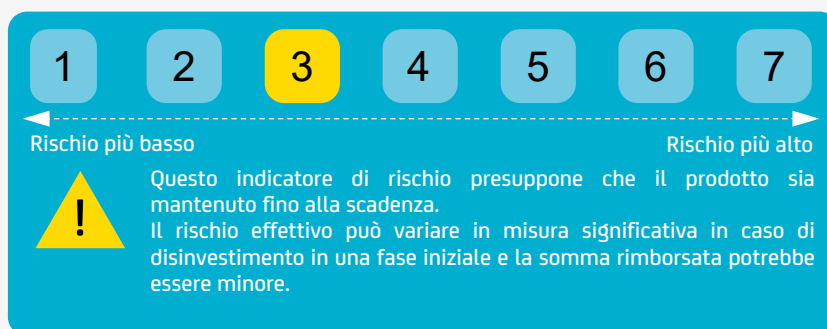 1 2 3 4 5 6 7
Rischio più basso Rischio più alto
! Questo indicatore di rischio presuppone che il prodotto sia
mantenuto fino alla scadenza.
Il rischio effettivo può variare in misura significativa in caso di
disinvestimento in una fase iniziale e la somma rimborsata potrebbe
essere minore.